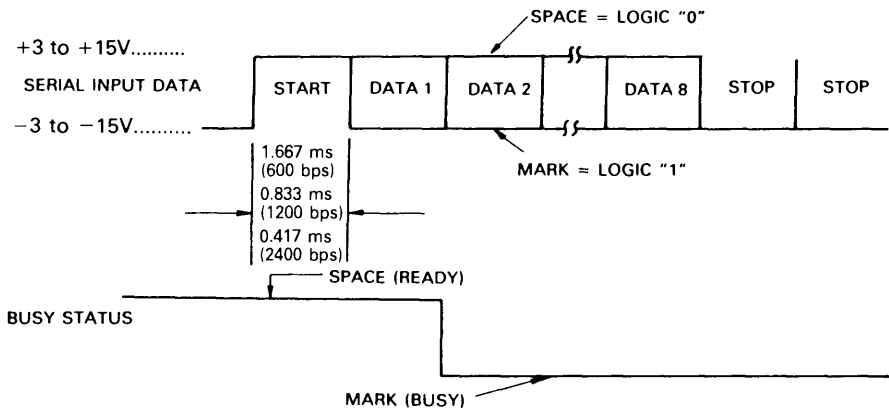 SPACE = LOGIC "0"
+3 to +15V..........
SERIAL INPUT DATA
START
DATA 1
DATA 2
DATA 8
STOP
STOP
−3 to −15V..........
1.667 ms
(600 bps)
MARK = LOGIC "1"
0.833 ms
(1200 bps)
0.417 ms
(2400 bps)
SPACE (READY)
BUSY STATUS
MARK (BUSY)